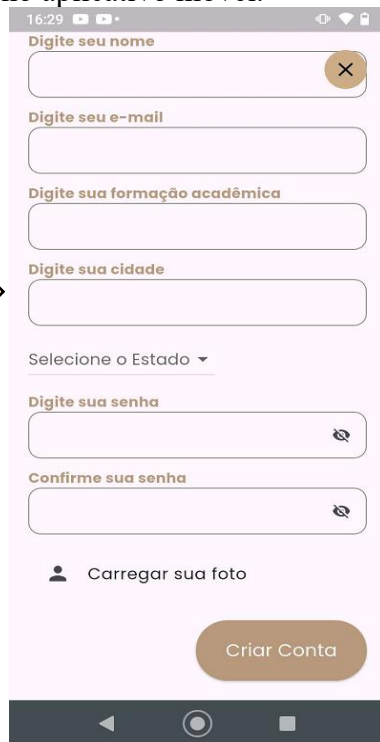 16:29
Digite seu nome
Digite seu e-mail
Digite sua formação acadêmica
Digite sua cidade
Selecione o Estado
Digite sua senha
Confirme sua senha
Carregar sua foto
Criar Conta